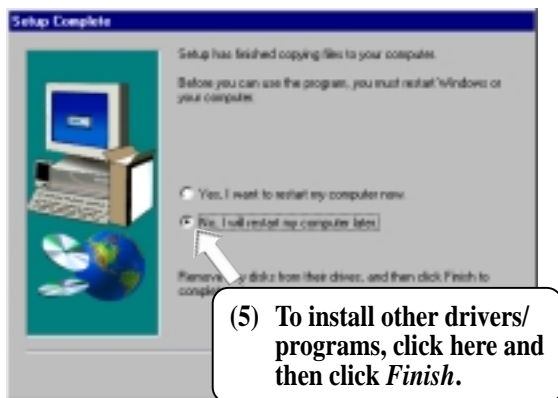 Setup Complete
Setup has finished copying files to your computer.
Before you can use the program, you must restart Windows or
your computer.
Yes, I want to restart my computer now.
No, I will restart my computer later.
Remove disks from their drives, and then click Finish to
(5) To install other drivers/
programs, click here and
then click Finish.